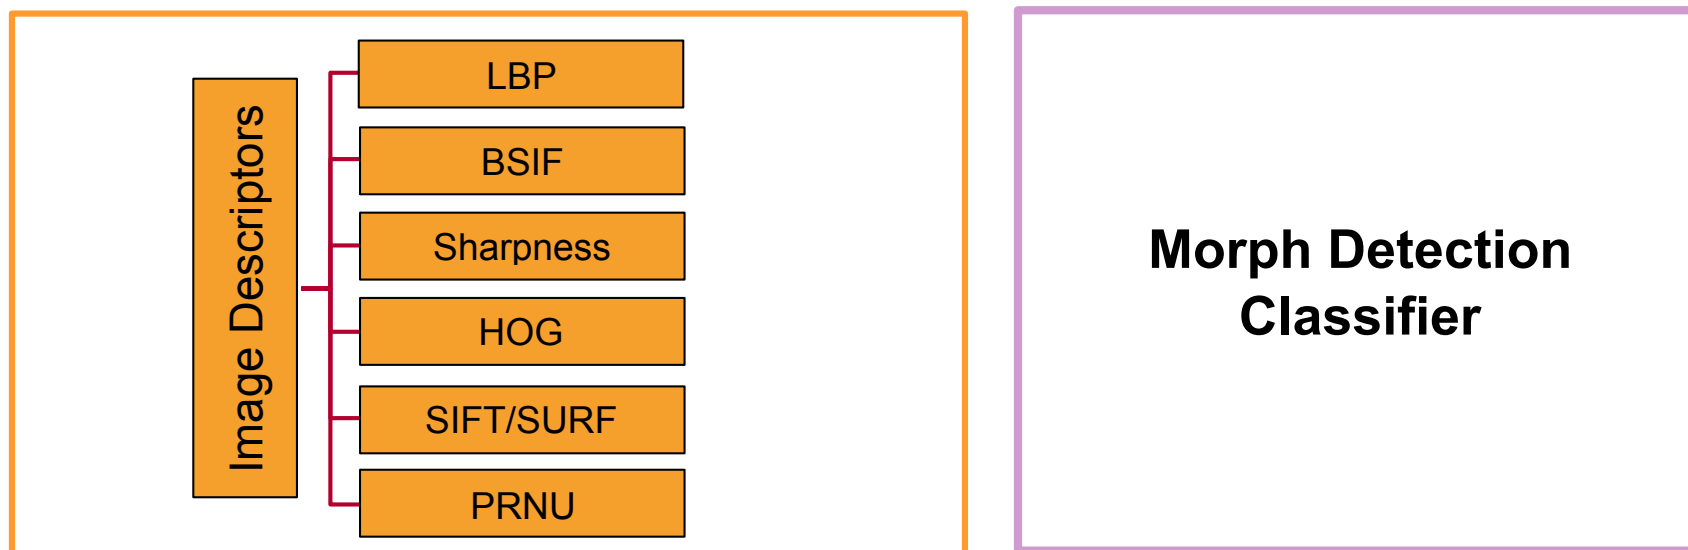 Image Descriptors
LBP
BSIF
Sharpness
HOG
SIFT/SURF
PRNU
Morph Detection
Classifier